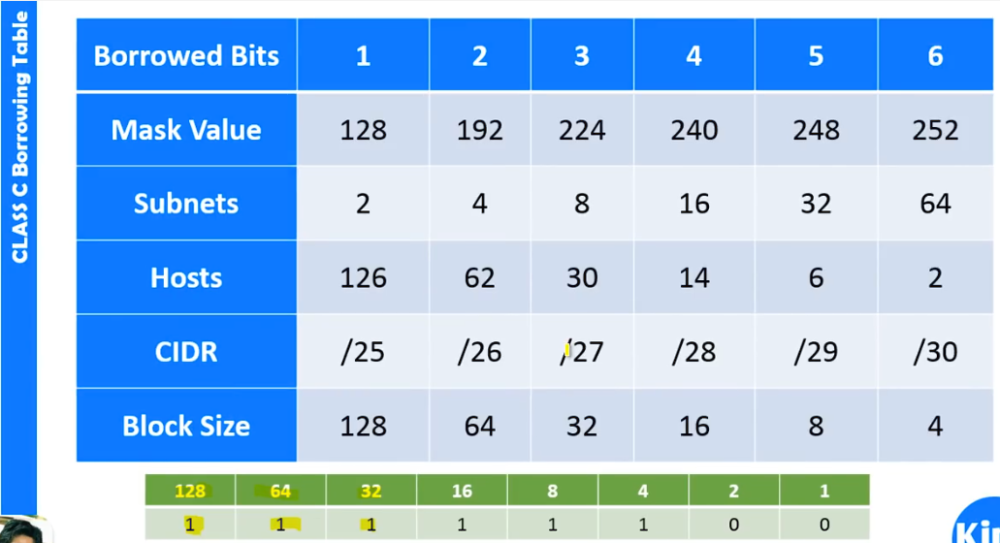 CLASS C Borrowing Table
Borrowed Bits 1 2 3 4 5 6
Mask Value 128 192 224 240 248 252
Subnets 2 4 8 16 32 64
Hosts 126 62 30 14 6 2
CIDR /25 /26 /27 /28 /29 /30
Block Size 128 64 32 16 8 4
128 64 32 16 8 4 2 1
1 1 1 1 1 1 0 0